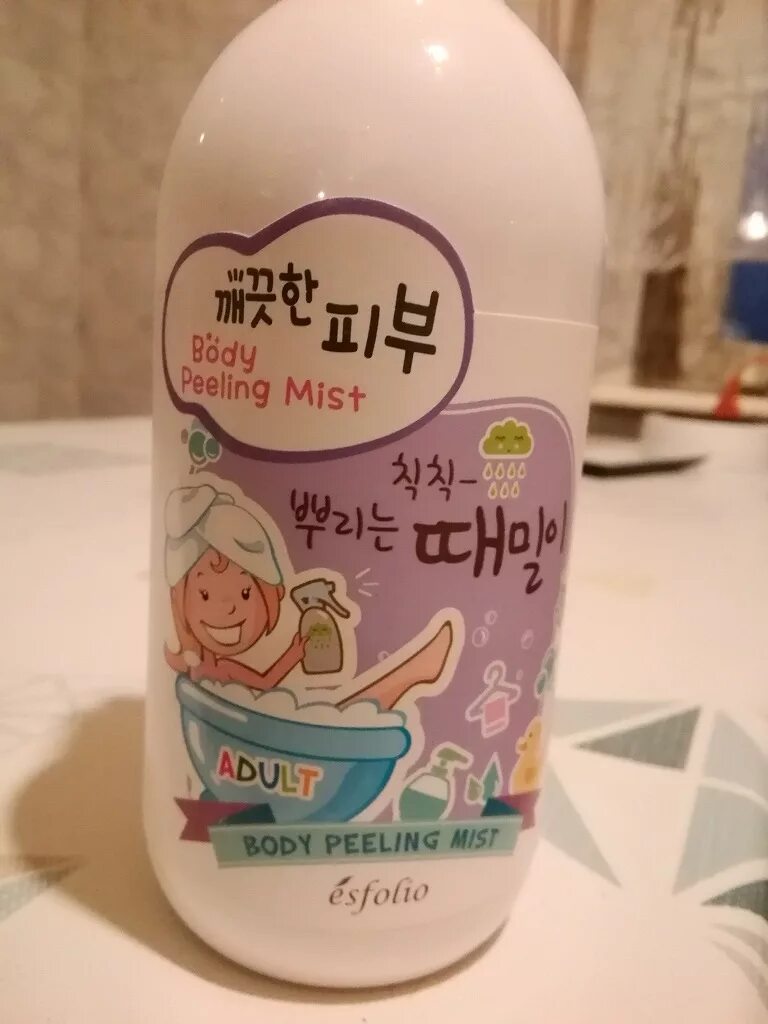 깨끗한 피부
Body
Peeling Mist
칙칙-
뿌리는 때밀이
ADULT
BODY PEELING MIST
esfolio